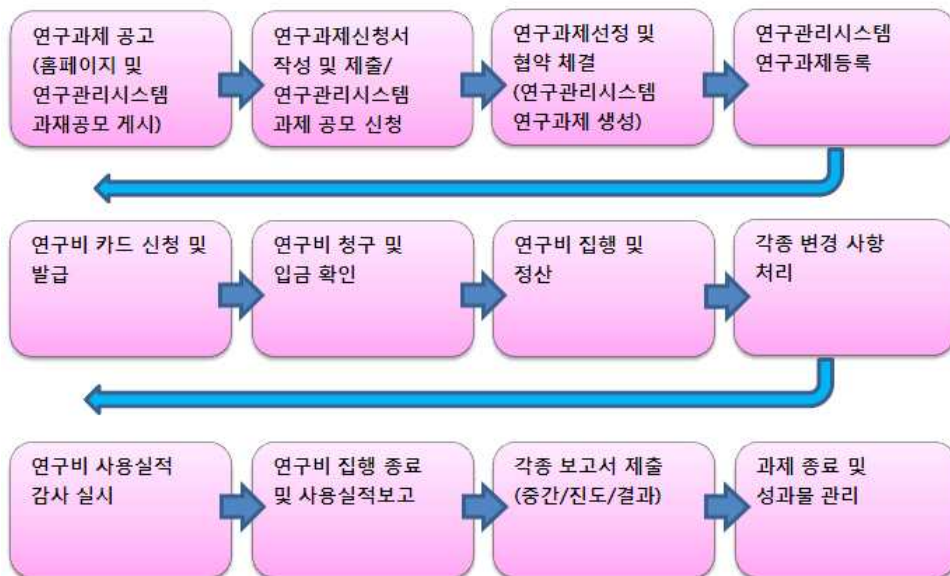 연구과제 공고
(홈페이지 및
연구관리시스템
과재공모 게시)
연구과제신청서
작성 및 제출/
연구관리시스템
과제 공모 신청
연구과제선정 및
협약 체결
(연구관리시스템
연구과제 생성)
연구관리시스템
연구과제등록
연구비 카드 신청 및
발급
연구비 청구 및
입금 확인
연구비 집행 및
정산
각종 변경 사항
처리
연구비 사용실적
감사 실시
연구비 집행 종료
및 사용실적보고
각종 보고서 제출
(중간/진도/결과)
과제 종료 및
성과물 관리